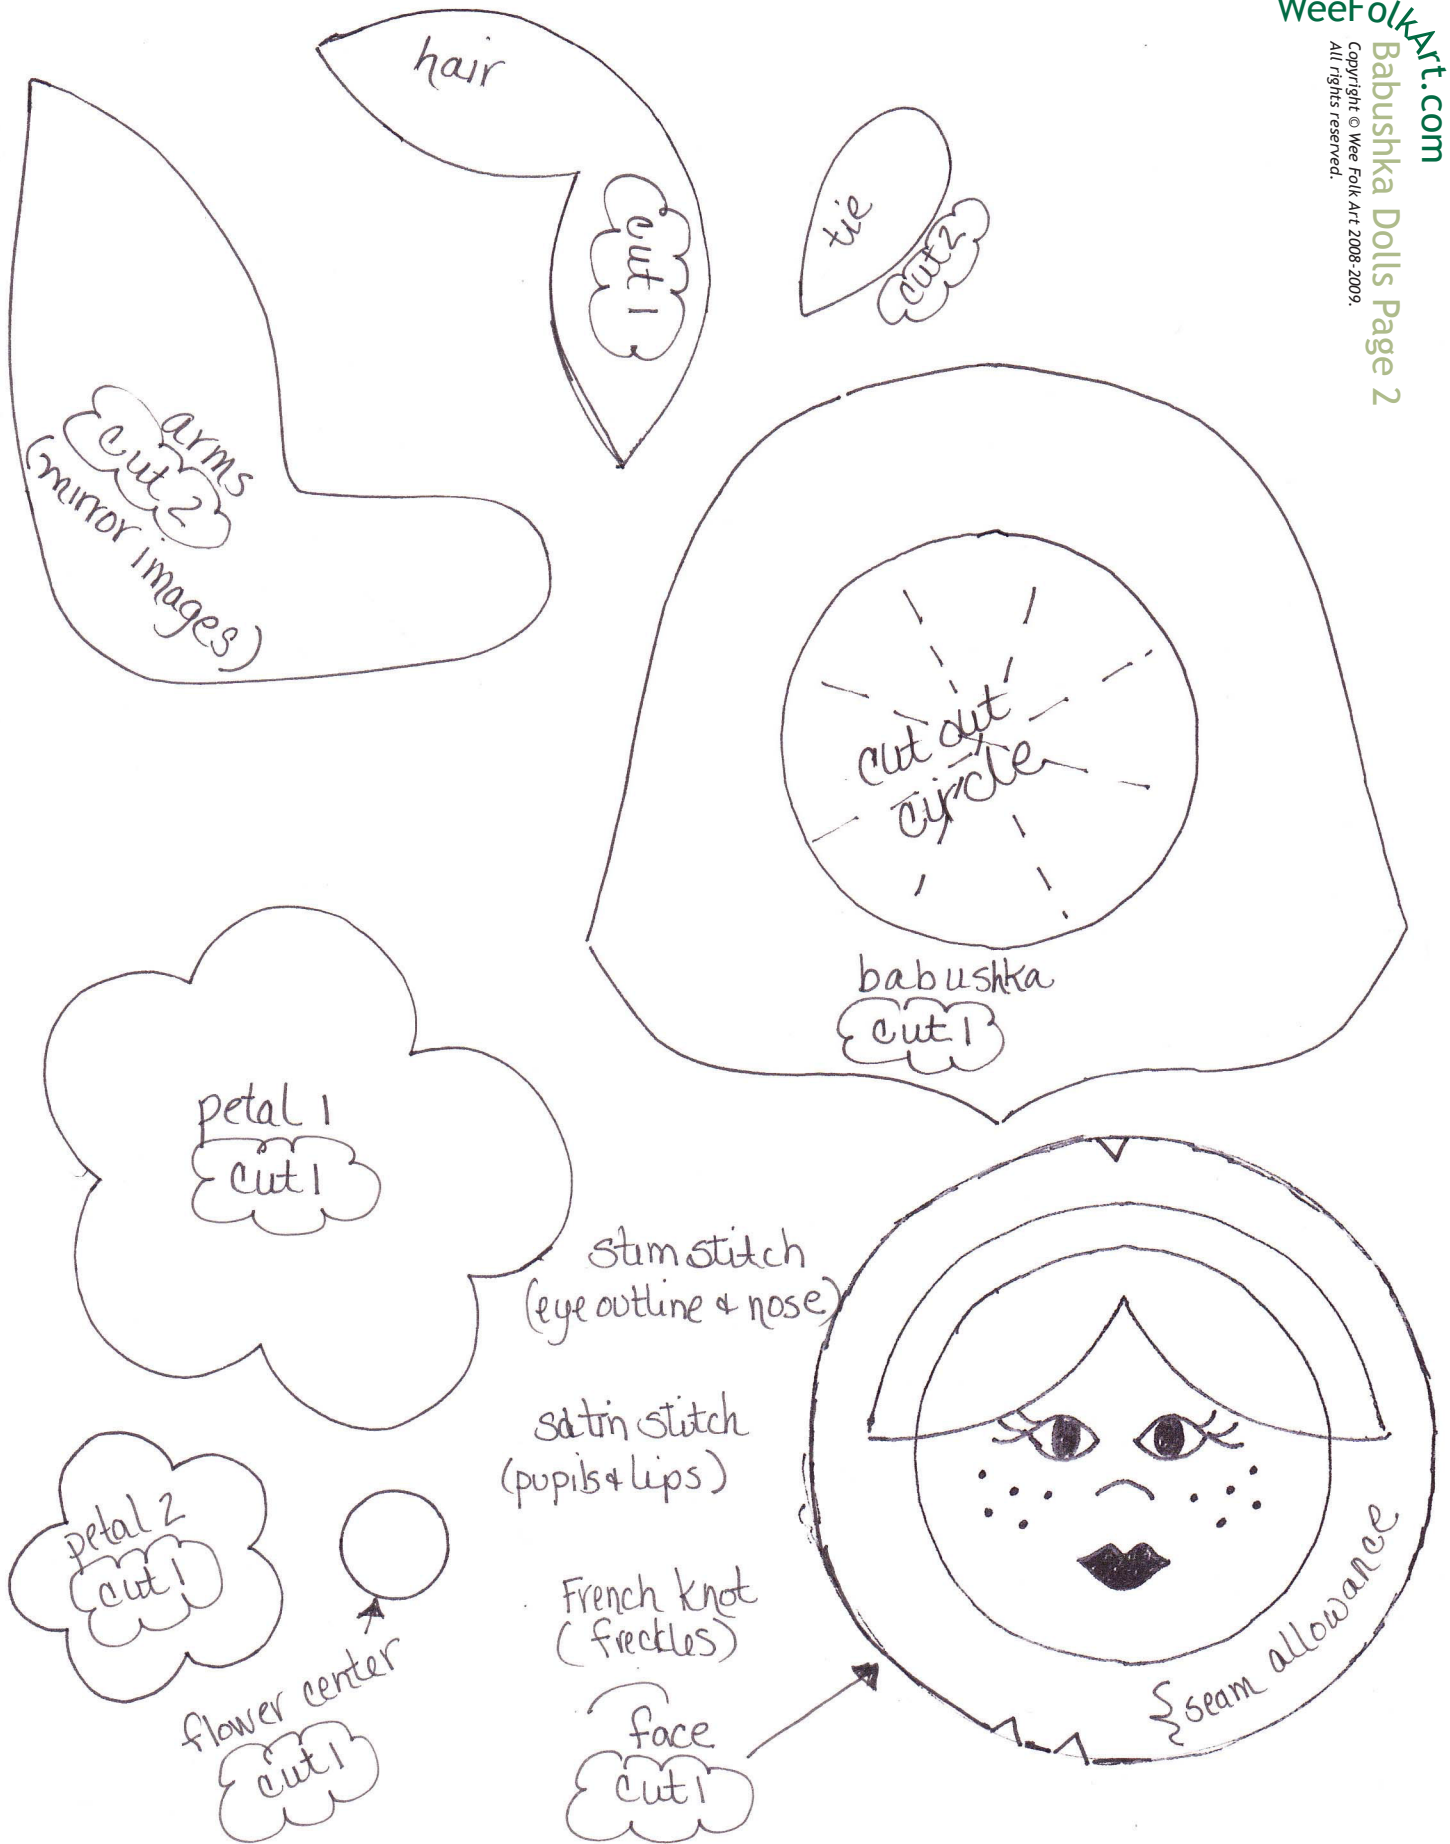 WeeFolkArt.com
Babushka Dolls Page 2
Copyright © Wee Folk Art 2008-2009.
All rights reserved.
hair
cut 1
tie
cut 2
arms
cut 2
(mirror images)
cut out
circle
babushka
cut 1
petal 1
cut 1
stem stitch
(eye outline & nose)
satin stitch
(pupils & lips)
French knot
(freckles)
face
cut 1
seam allowance
petal 2
cut 1
flower center
cut 1